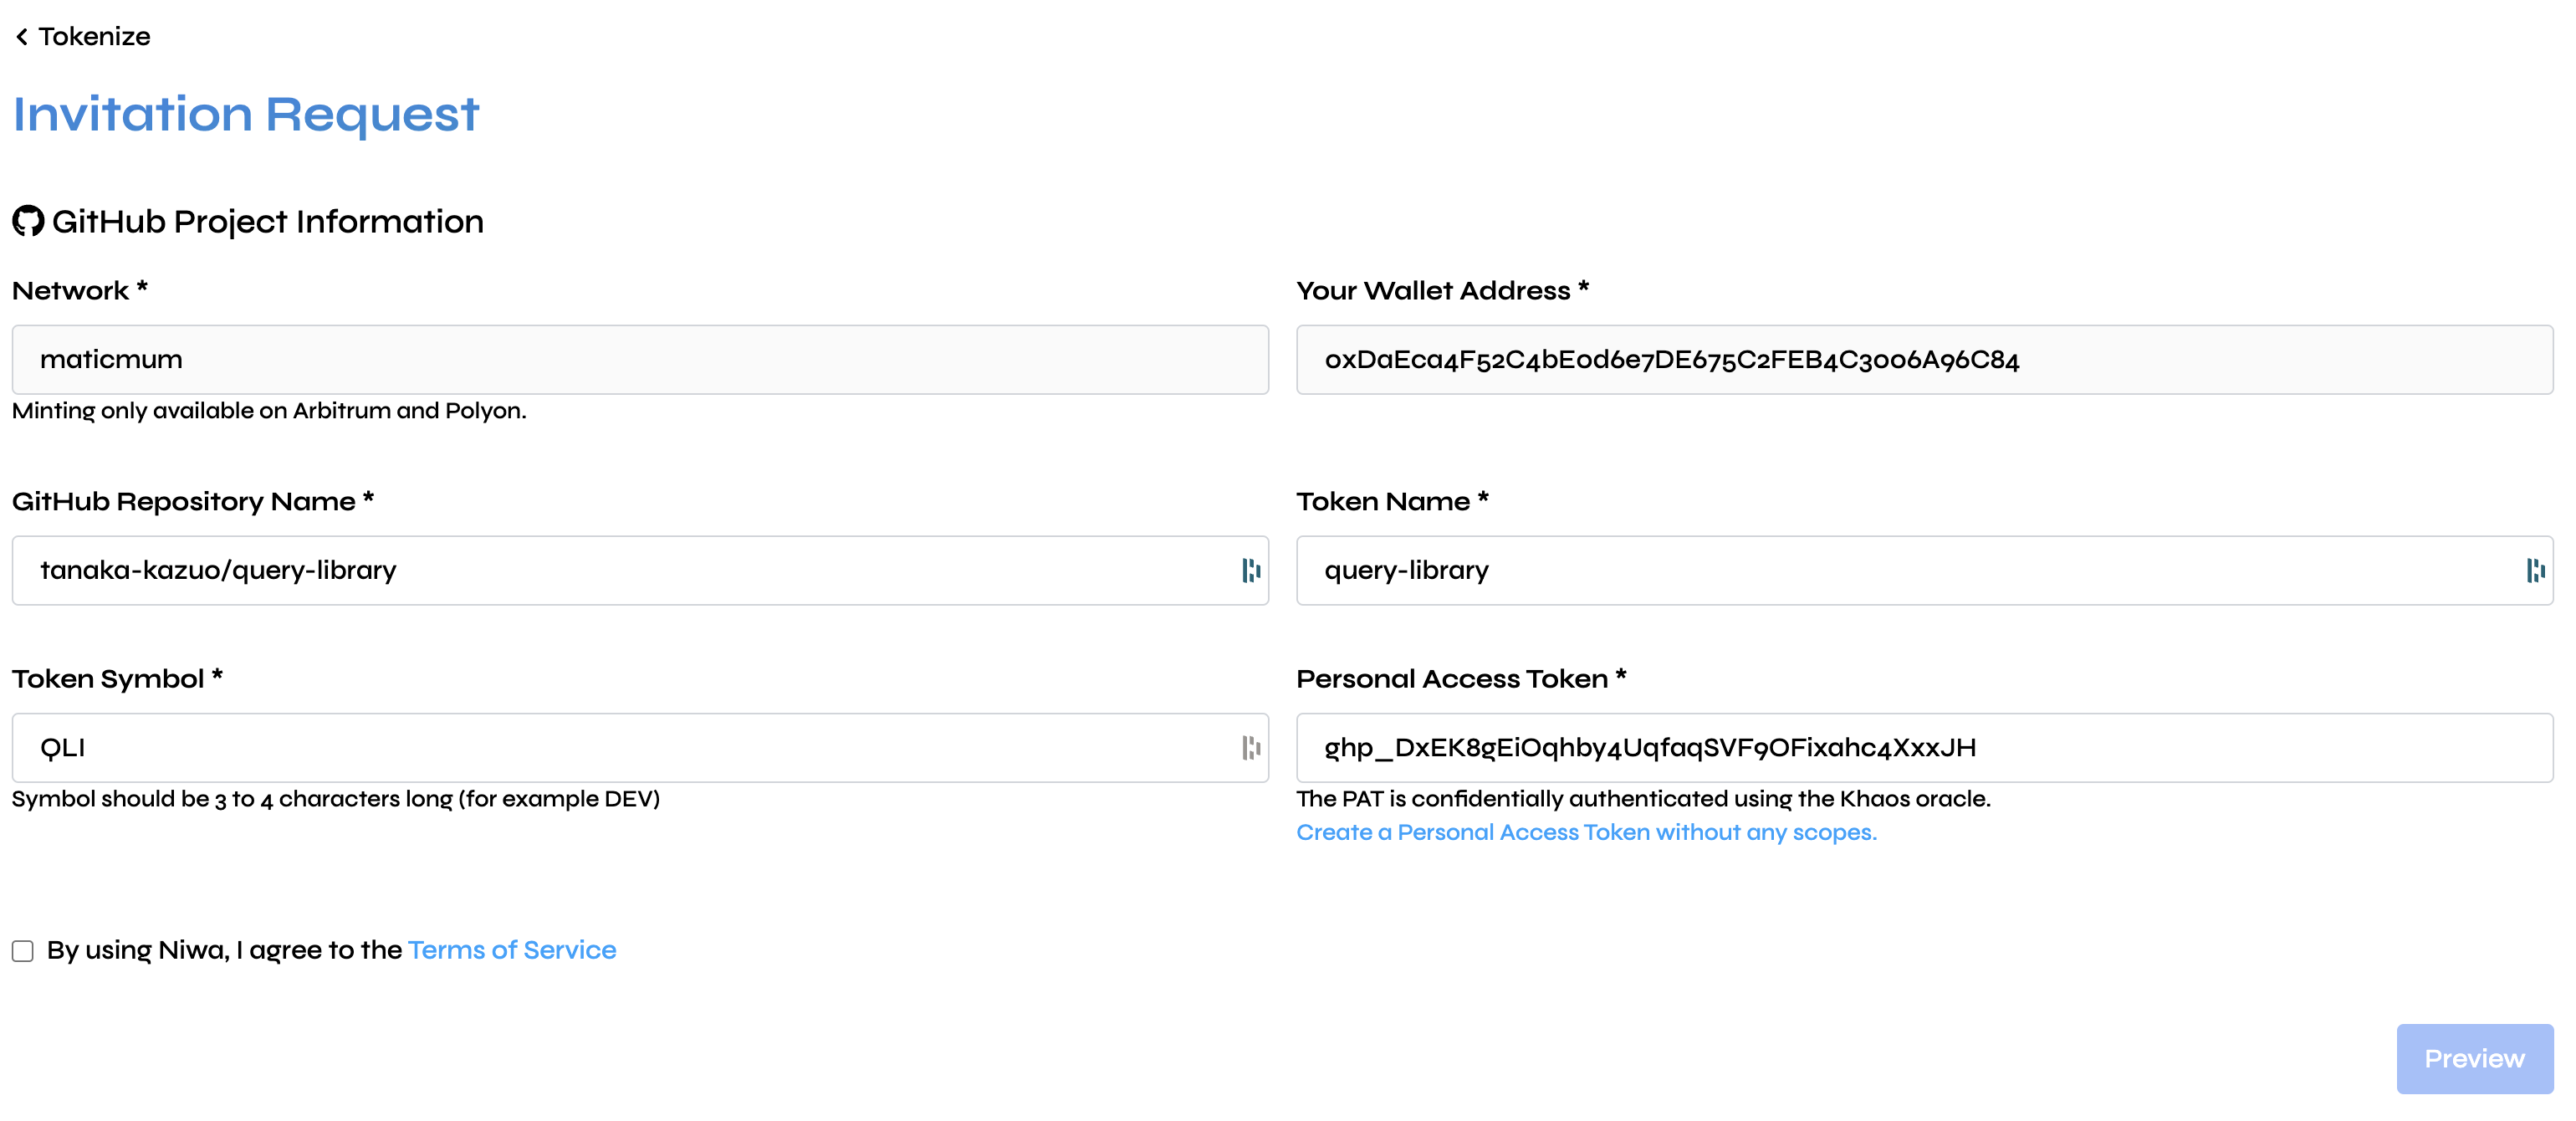 Tokenize
Invitation Request
GitHub Project Information
Network *
maticmum
Minting only available on Arbitrum and Polyon.
Your Wallet Address *
0xDaEca4F52C4bE0d6e7DE675C2FEB4C3006A96C84
GitHub Repository Name *
tanaka-kazuo/query-library
Token Name *
query-library
Token Symbol *
QLI
Symbol should be 3 to 4 characters long (for example DEV)
Personal Access Token *
ghp_DxEK8gEiOqhby4UqfaqSVF9OFixahc4XxxJH
The PAT is confidentially authenticated using the Khaos oracle.
Create a Personal Access Token without any scopes.
By using Niwa, I agree to the Terms of Service
Preview